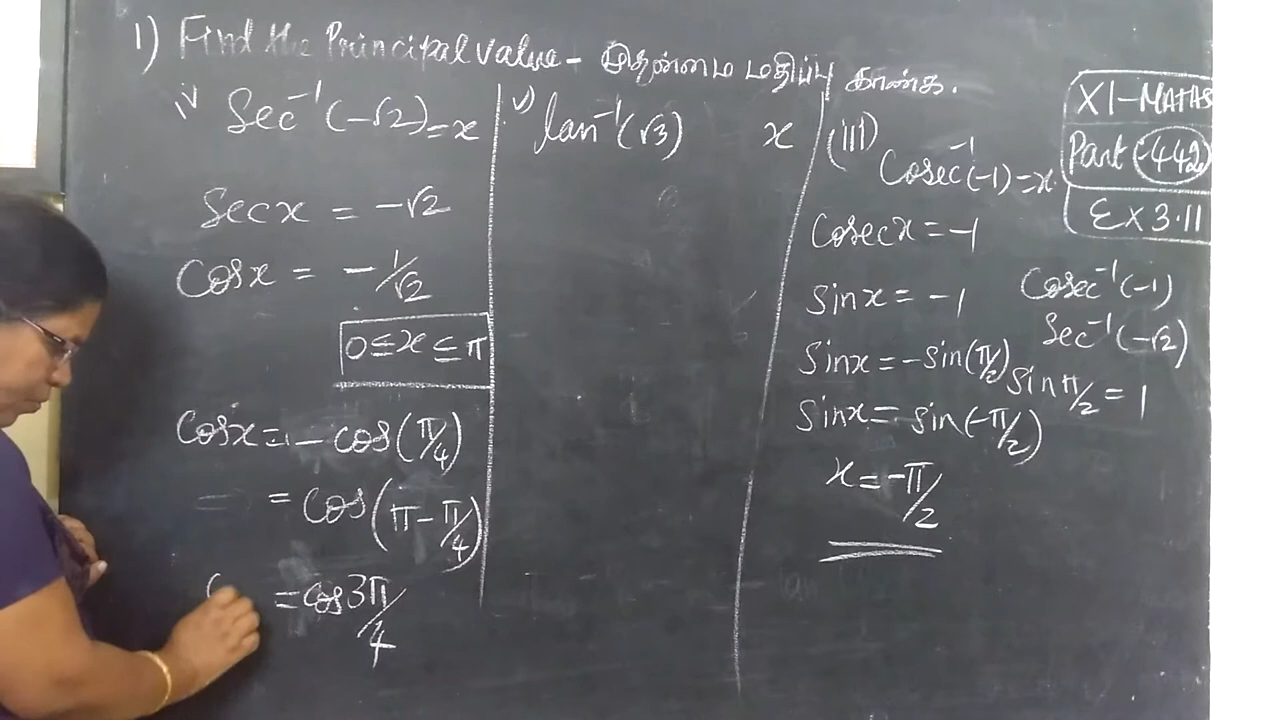 1) Find the Principal value - முதன்மை மதிப்பு காண்க.
iv) Sec⁻¹(-√2) = x
Sec x = -√2
Cos x = -1/√2
0 ≤ x ≤ π
Cos x = - cos(π/4)
= cos(π - π/4)
= cos 3π/4
v) tan⁻¹(√3) x
(iii) Cosec⁻¹(-1) = x
Cosec x = -1
Sin x = -1
Sin x = -sin(π/2)
Sin x = sin(-π/2)
x = -π/2
XI-MATHS
Part -442
Ex 3.11
Cosec⁻¹(-1)
Sec⁻¹(-√2)
Sin π/2 = 1